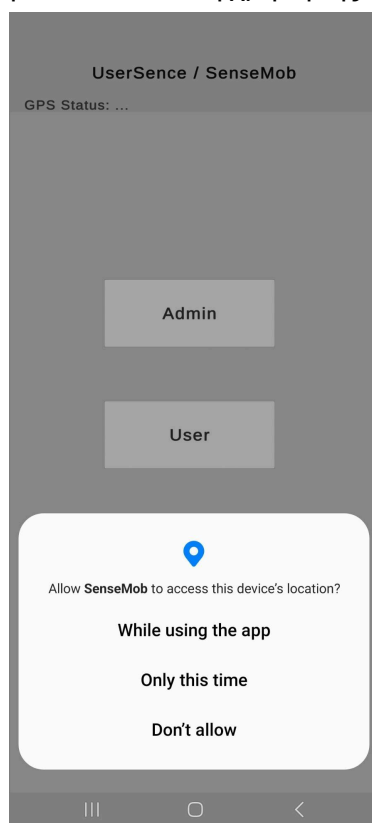 UserSence / SenseMob
GPS Status: ...
Admin
User
Allow SenseMob to access this device's location?
While using the app
Only this time
Don't allow